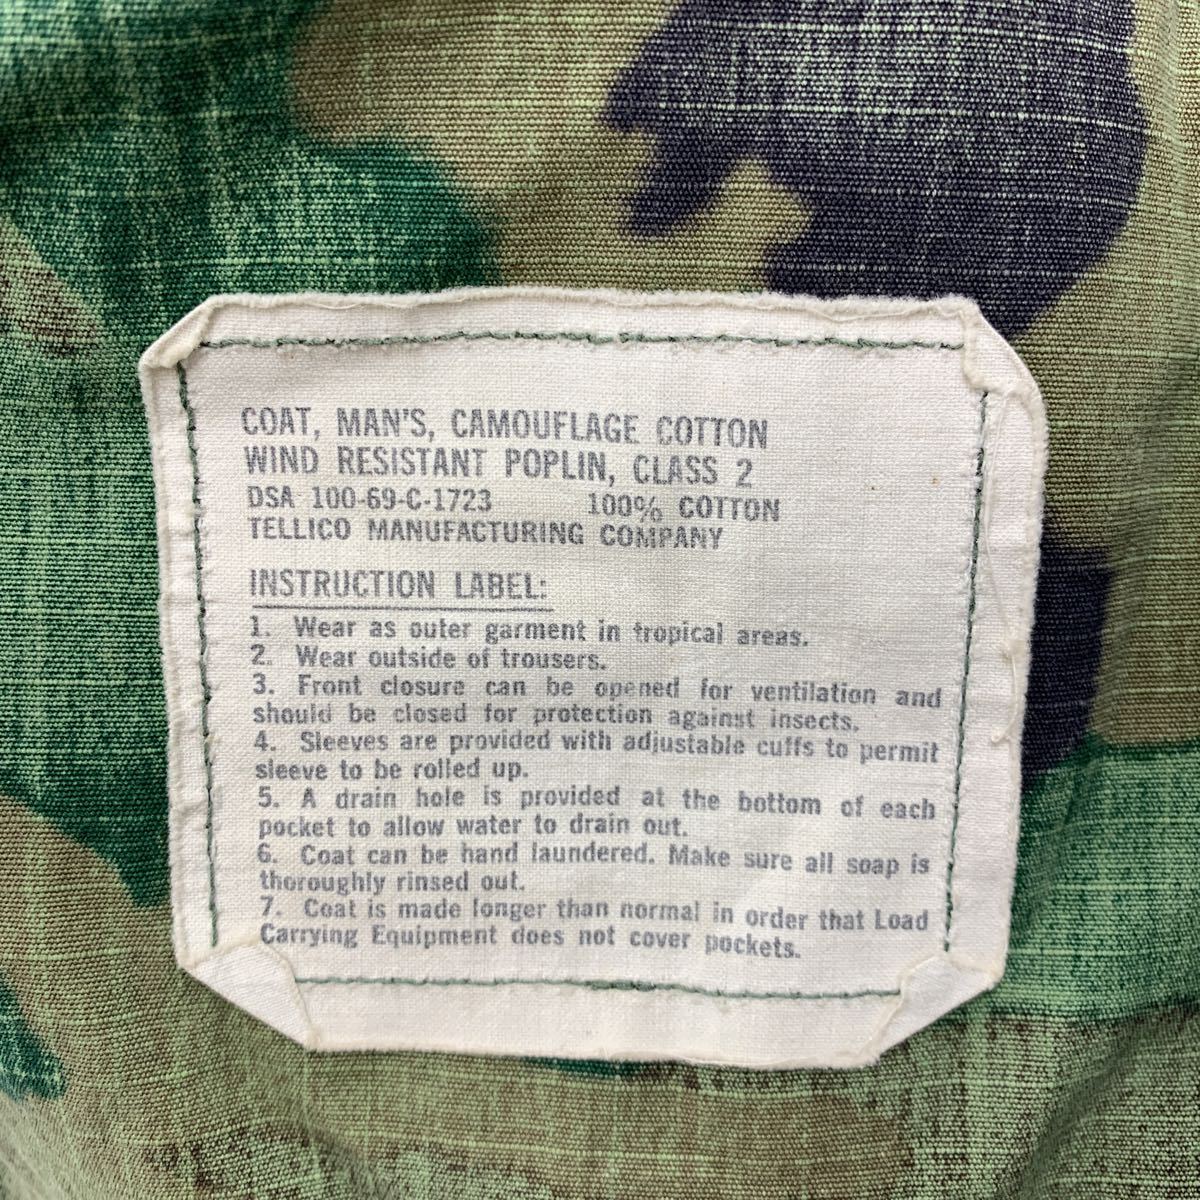 COAT, MAN'S, CAMOUFLAGE COTTON
WIND RESISTANT POPLIN, CLASS 2
DSA 100-69-C-1723 100% COTTON
TELLICO MANUFACTURING COMPANY
INSTRUCTION LABEL:
1. Wear as outer garment in tropical areas.
2. Wear outside of trousers.
3. Front closure can be opened for ventilation and
should be closed for protection against insects.
4. Sleeves are provided with adjustable cuffs to permit
sleeve to be rolled up.
5. A drain hole is provided at the bottom of each
pocket to allow water to drain out.
6. Coat can be hand laundered. Make sure all soap is
thoroughly rinsed out.
7. Coat is made longer than normal in order that Load
Carrying Equipment does not cover pockets.